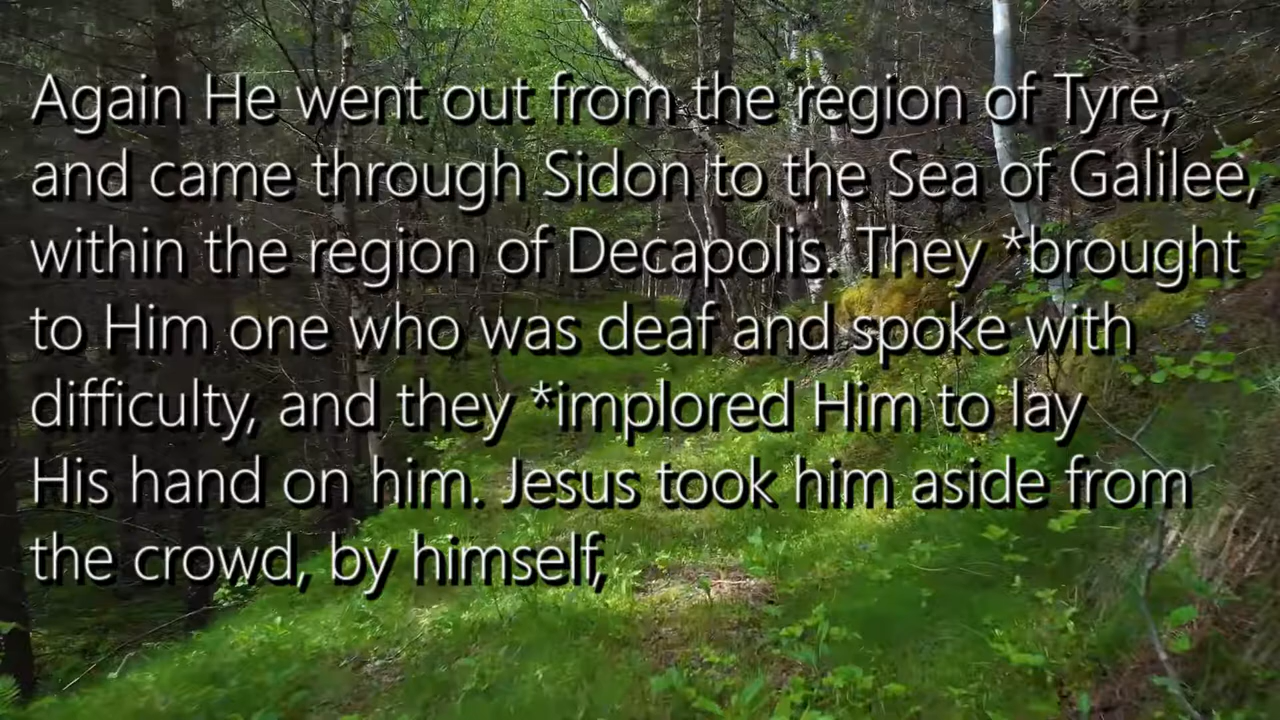 Again He went out from the region of Tyre,
and came through Sidon to the Sea of Galilee,
within the region of Decapolis. They *brought
to Him one who was deaf and spoke with
difficulty, and they *implored Him to lay
His hand on him. Jesus took him aside from
the crowd, by himself,